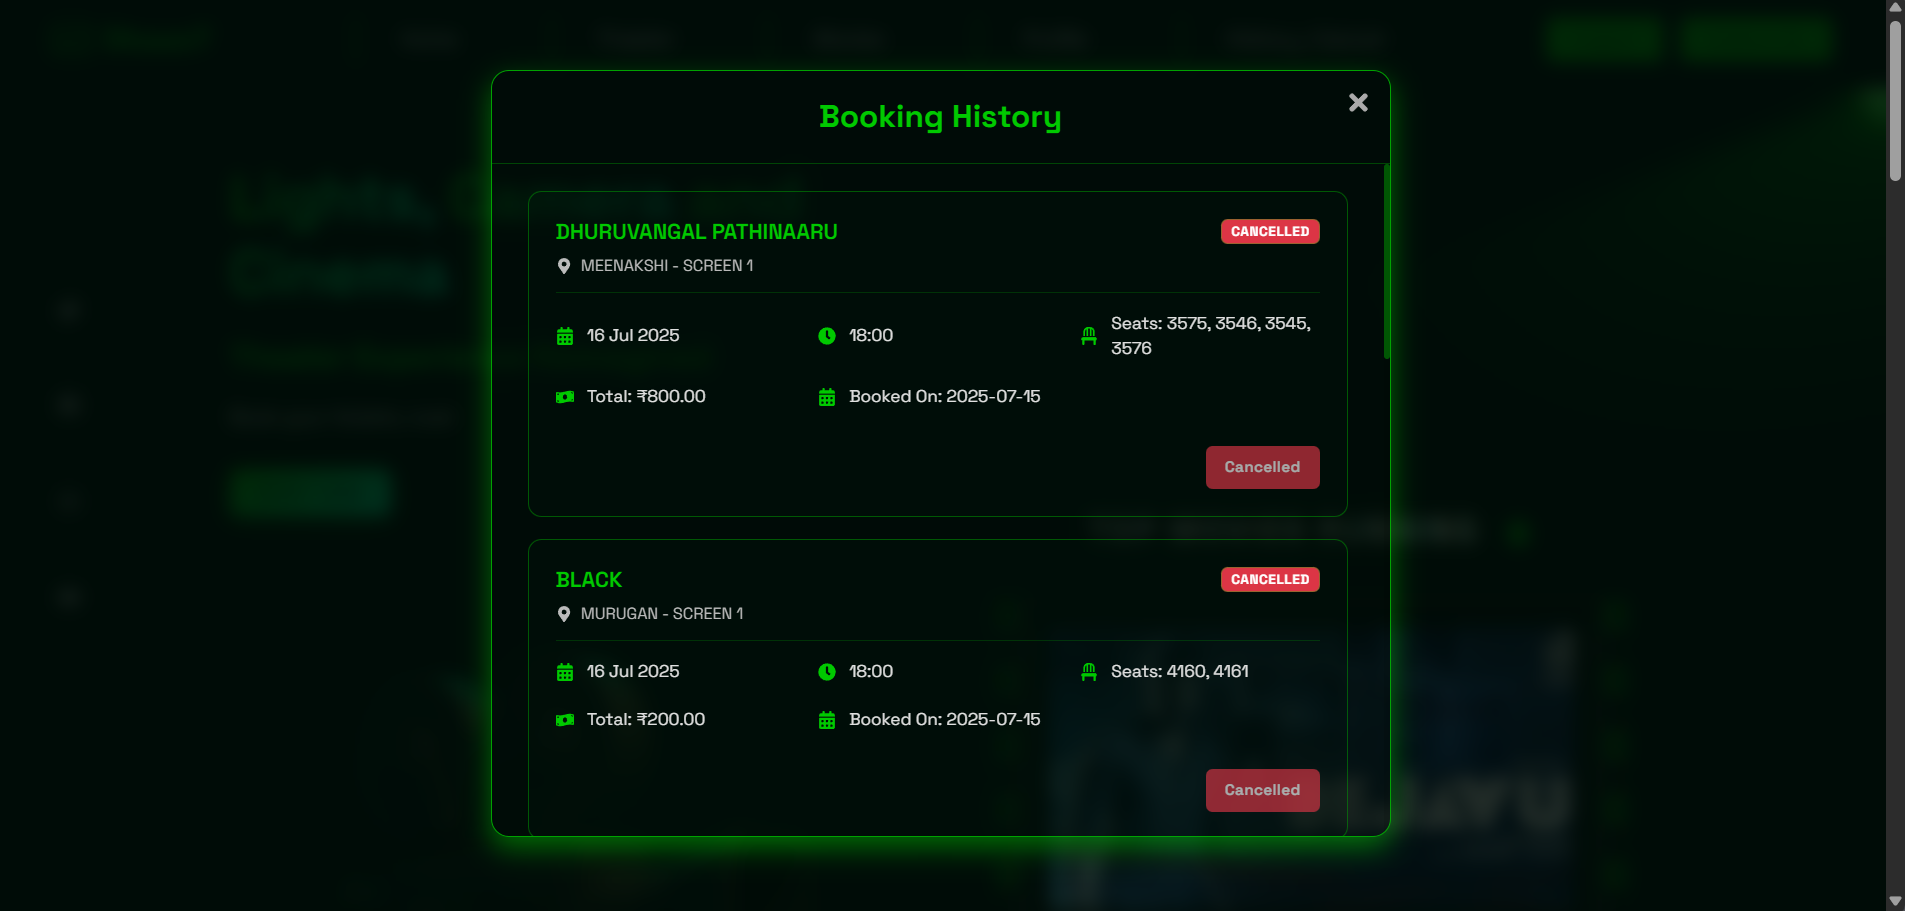 Booking History
DHURUVANGAL PATHINAARU
CANCELLED
MEENAKSHI - SCREEN 1
16 Jul 2025
18:00
Seats: 3575, 3546, 3545,
3576
Total: ₹800.00
Booked On: 2025-07-15
Cancelled
BLACK
CANCELLED
MURUGAN - SCREEN 1
16 Jul 2025
18:00
Seats: 4160, 4161
Total: ₹200.00
Booked On: 2025-07-15
Cancelled